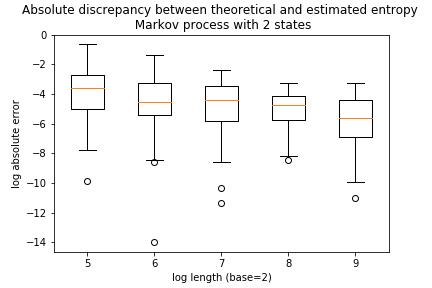 Absolute discrepancy between theoretical and estimated entropy
Markov process with 2 states
0
−2
−4
−6
−8
−10
−12
−14
log absolute error
5 6 7 8 9
log length (base=2)